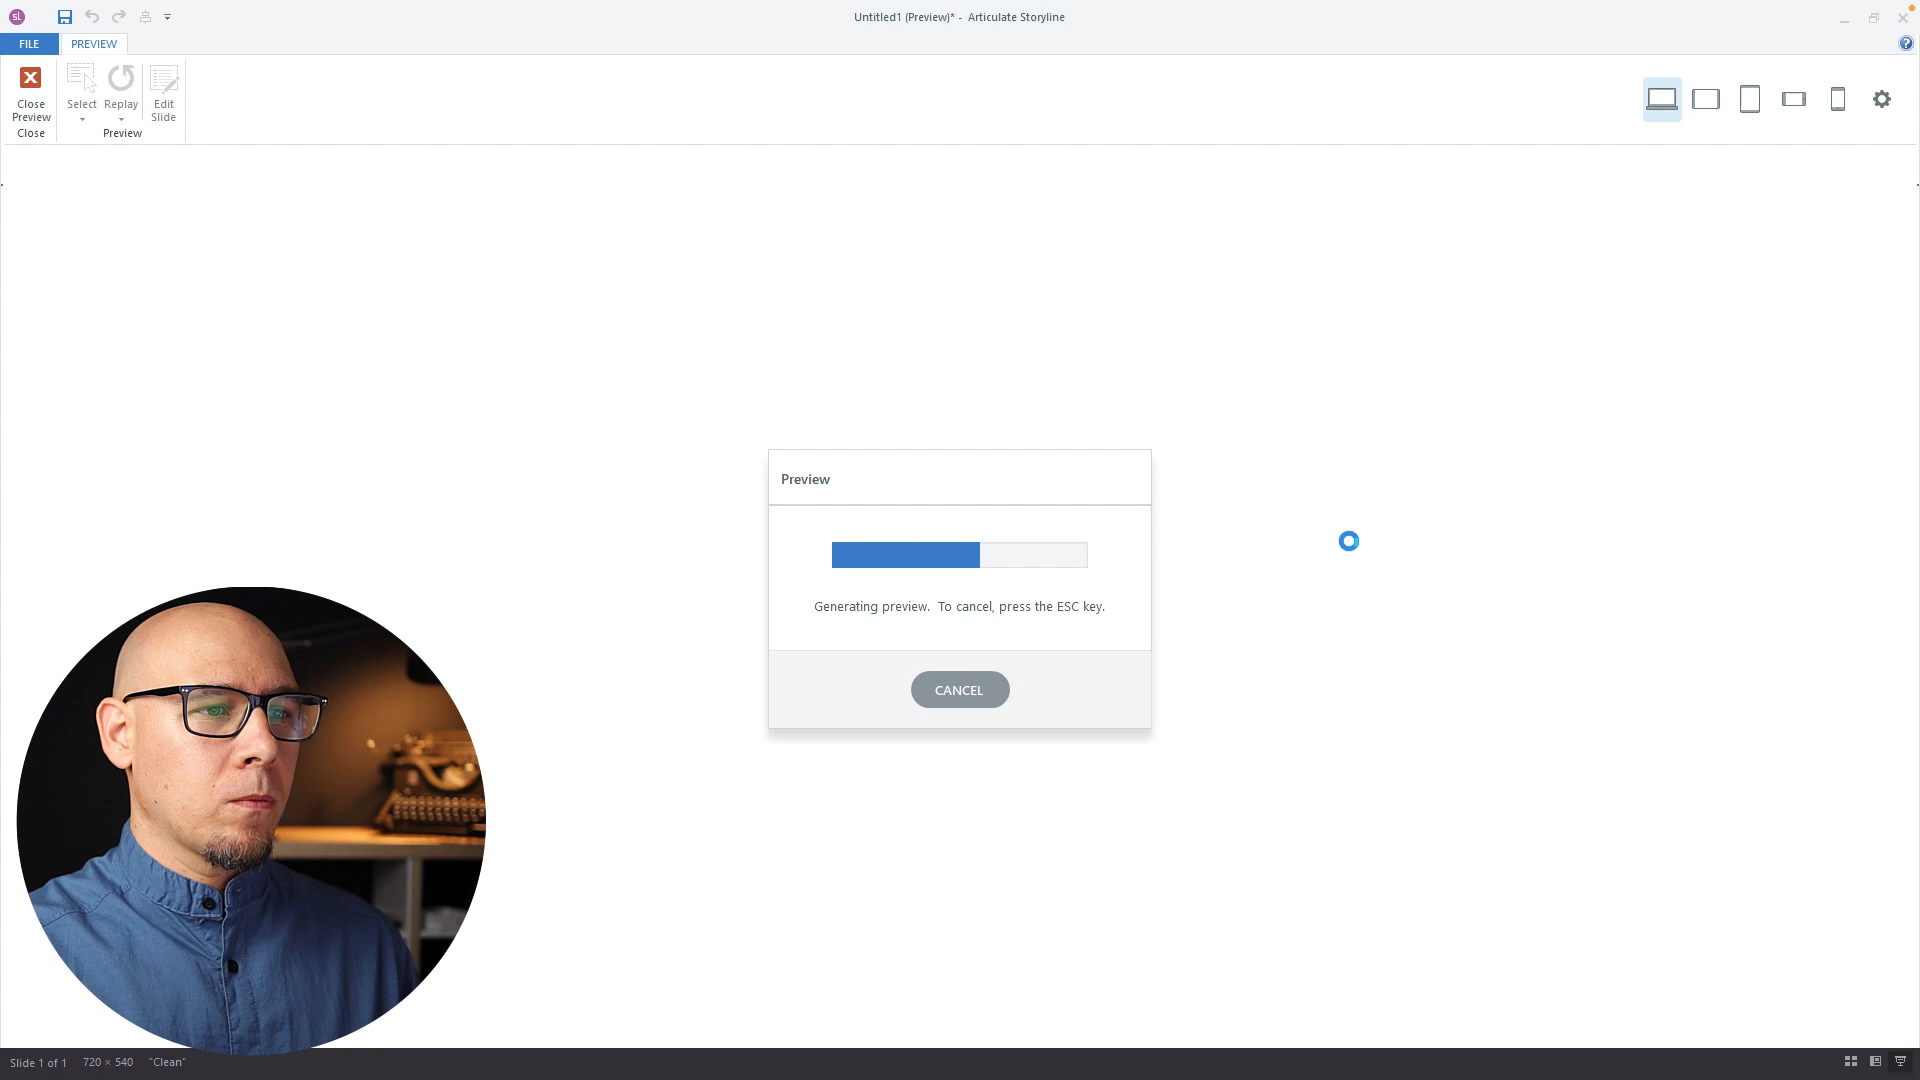 sl
Untitled1 (Preview)* - Articulate Storyline
FILE
PREVIEW
?
Close
Preview
Select
Replay
Edit
Slide
Close
Preview
Preview
Generating preview. To cancel, press the ESC key.
CANCEL
Slide 1 of 1
720 × 540
"Clean"